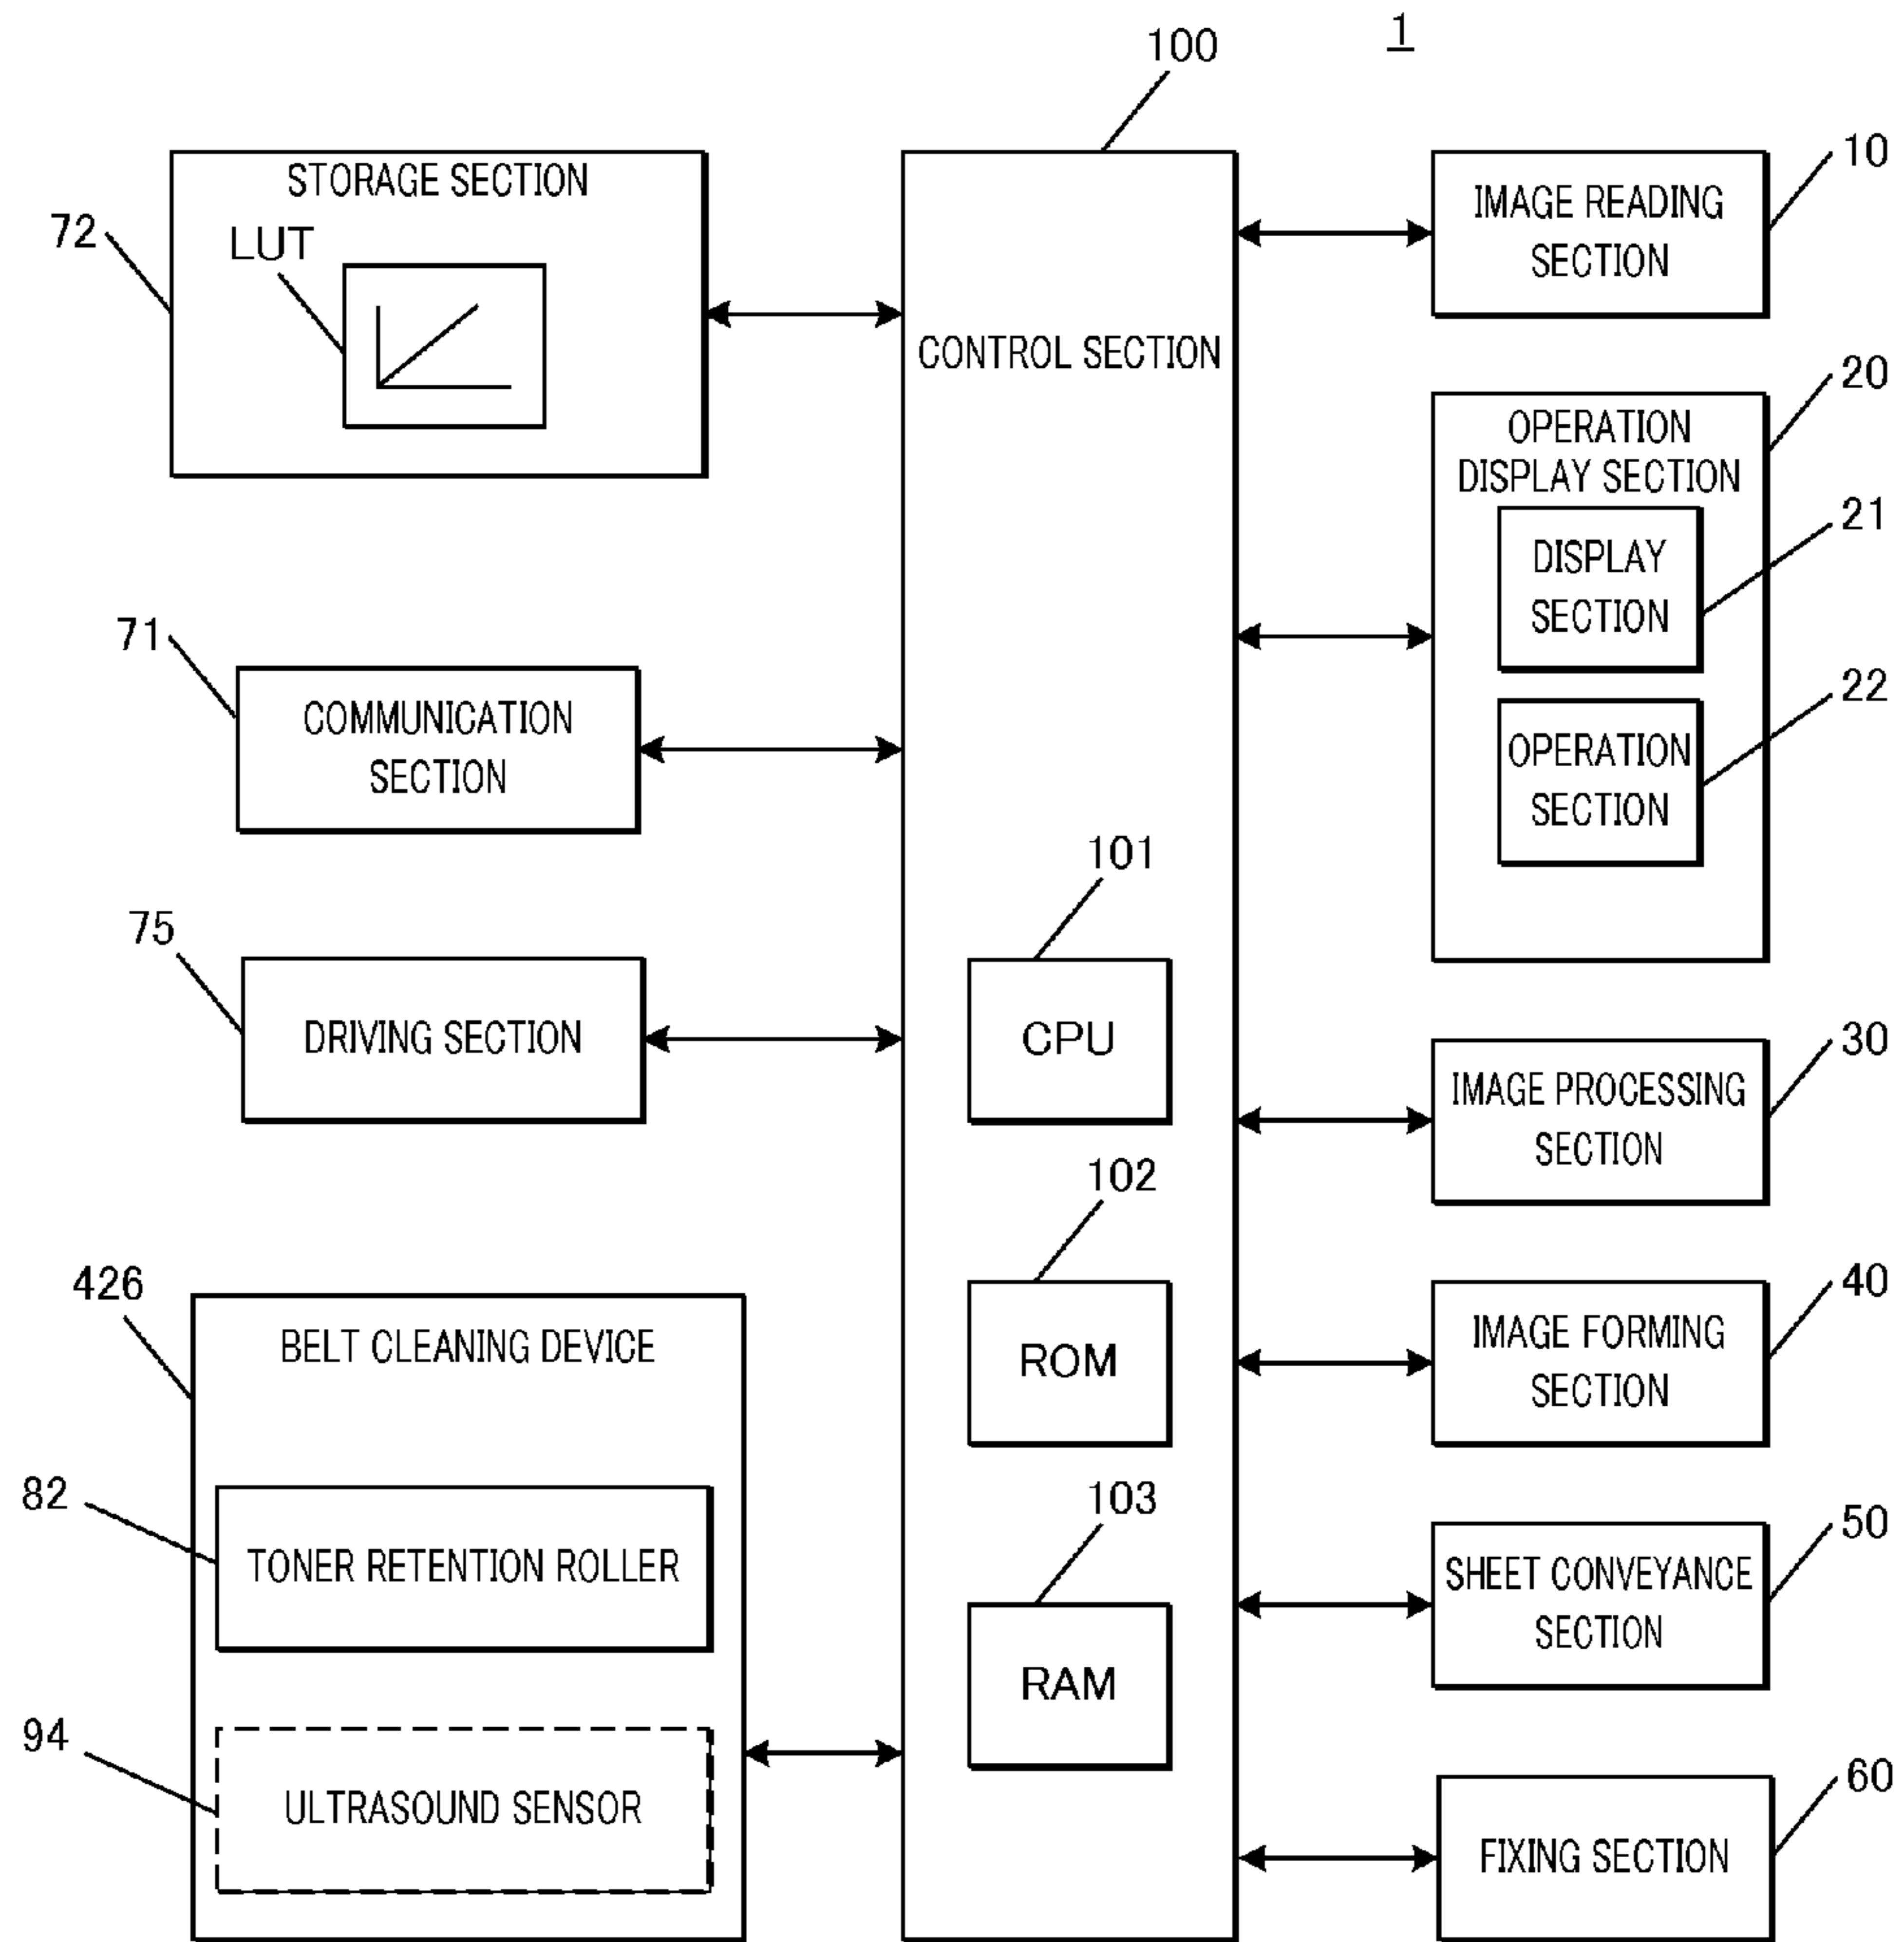 1
100
STORAGE SECTION
72
LUT
CONTROL SECTION
10
IMAGE READING
SECTION
20
OPERATION
DISPLAY SECTION
21
DISPLAY
SECTION
22
OPERATION
SECTION
71
COMMUNICATION
SECTION
75
DRIVING SECTION
101
CPU
30
IMAGE PROCESSING
SECTION
102
ROM
40
IMAGE FORMING
SECTION
426
BELT CLEANING DEVICE
82
TONER RETENTION ROLLER
103
RAM
50
SHEET CONVEYANCE
SECTION
94
ULTRASOUND SENSOR
60
FIXING SECTION